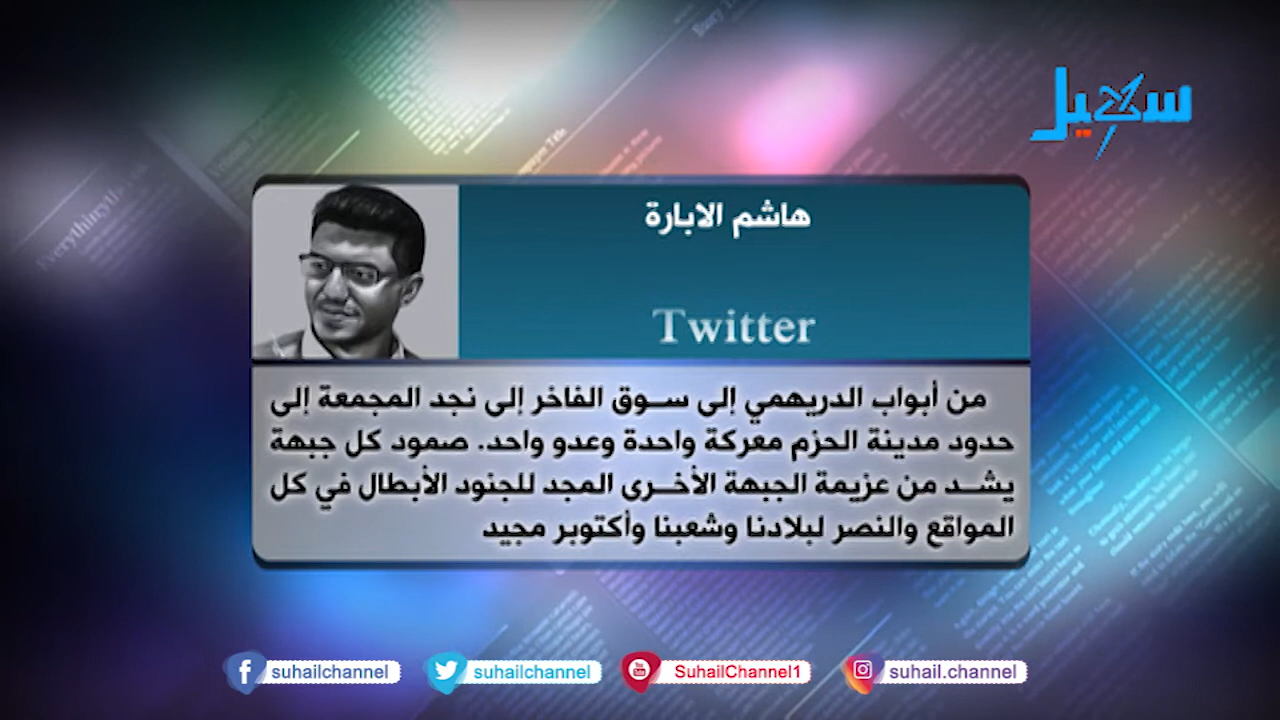 سهيل
هاشم الابارة
Twitter
من أبواب الدريهمي إلى سوق الفاخر إلى نجد المجمعة إلى
حدود مدينة الحزم معركة واحدة وعدو واحد. صمود كل جبهة
يشد من عزيمة الجبهة الأخرى المجد للجنود الأبطال في كل
المواقع والنصر لبلادنا وشعبنا وأكتوبر مجيد
suhailchannel
suhailchannel
SuhailChannel1
suhail.channel